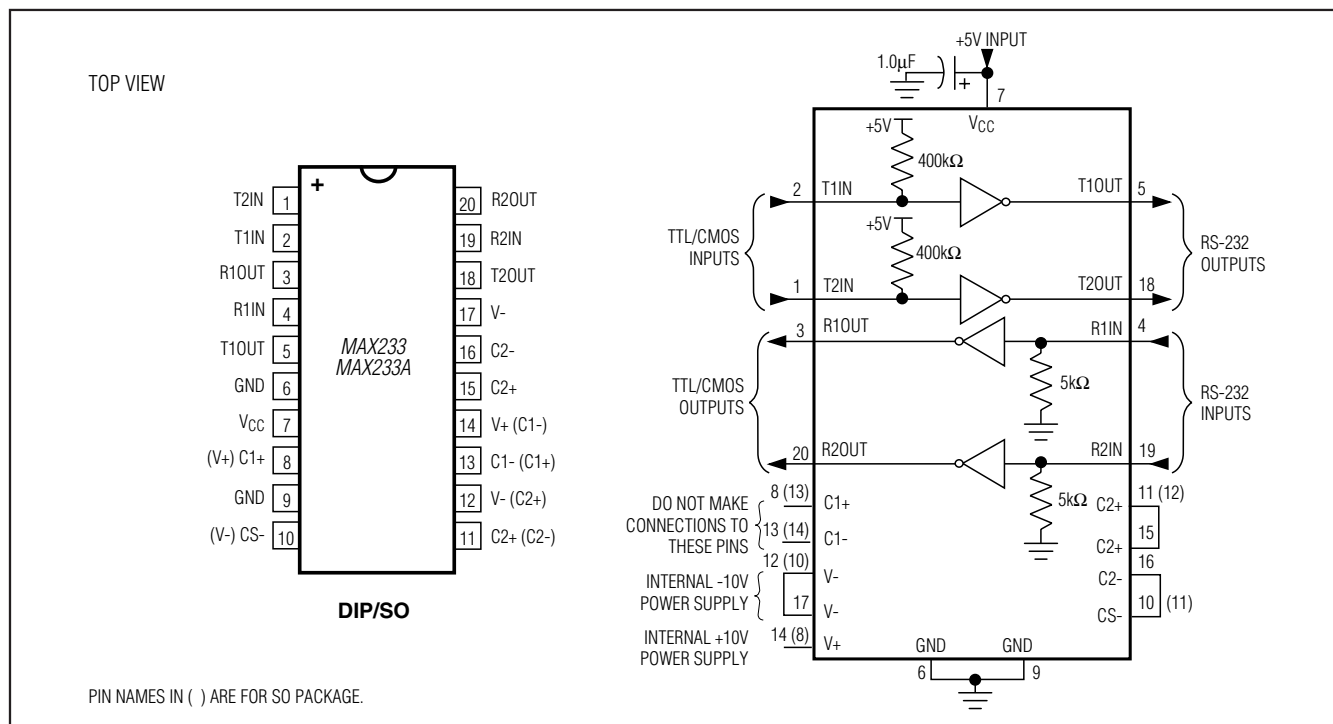 TOP VIEW
+
T2IN 1
T1IN 2
R1OUT 3
R1IN 4
T1OUT 5
GND 6
VCC 7
(V+) C1+ 8
GND 9
(V-) CS- 10
20 R2OUT
19 R2IN
18 T2OUT
17 V-
16 C2-
15 C2+
14 V+ (C1-)
13 C1- (C1+)
12 V- (C2+)
11 C2+ (C2-)
MAX233
MAX233A
DIP/SO
PIN NAMES IN ( ) ARE FOR SO PACKAGE.
+5V INPUT
1.0μF
+
7
VCC
+5V
400kΩ
2 T1IN
T1OUT 5
TTL/CMOS
INPUTS
+5V
400kΩ
RS-232
OUTPUTS
1 T2IN
T2OUT 18
3 R1OUT
R1IN 4
TTL/CMOS
OUTPUTS
5kΩ
RS-232
INPUTS
20 R2OUT
R2IN 19
5kΩ
DO NOT MAKE
CONNECTIONS TO
THESE PINS
8 (13) C1+
13 (14) C1-
INTERNAL -10V
POWER SUPPLY
12 (10) V-
17 V-
INTERNAL +10V
POWER SUPPLY
14 (8) V+
C2+ 11 (12)
C2+ 15
C2- 16
CS- 10 (11)
GND GND
6 9